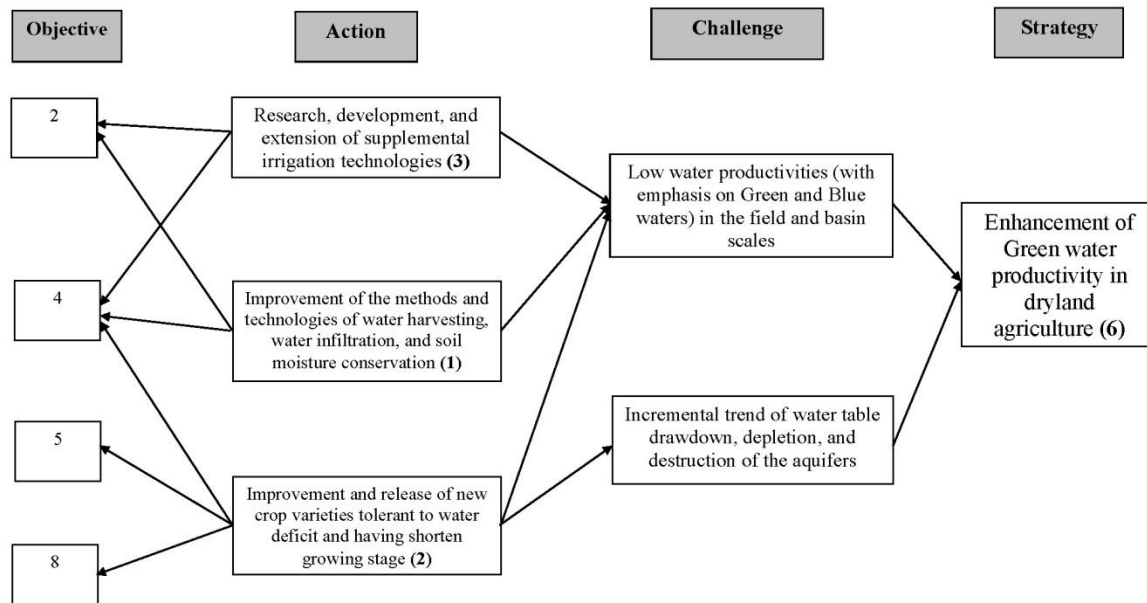 Objective
Action
Challenge
Strategy
2
4
5
8
Research, development, and
extension of supplemental
irrigation technologies (3)
Improvement of the methods and
technologies of water harvesting,
water infiltration, and soil
moisture conservation (1)
Improvement and release of new
crop varieties tolerant to water
deficit and having shorten
growing stage (2)
Low water productivities (with
emphasis on Green and Blue
waters) in the field and basin
scales
Incremental trend of water table
drawdown, depletion, and
destruction of the aquifers
Enhancement of
Green water
productivity in
dryland
agriculture (6)